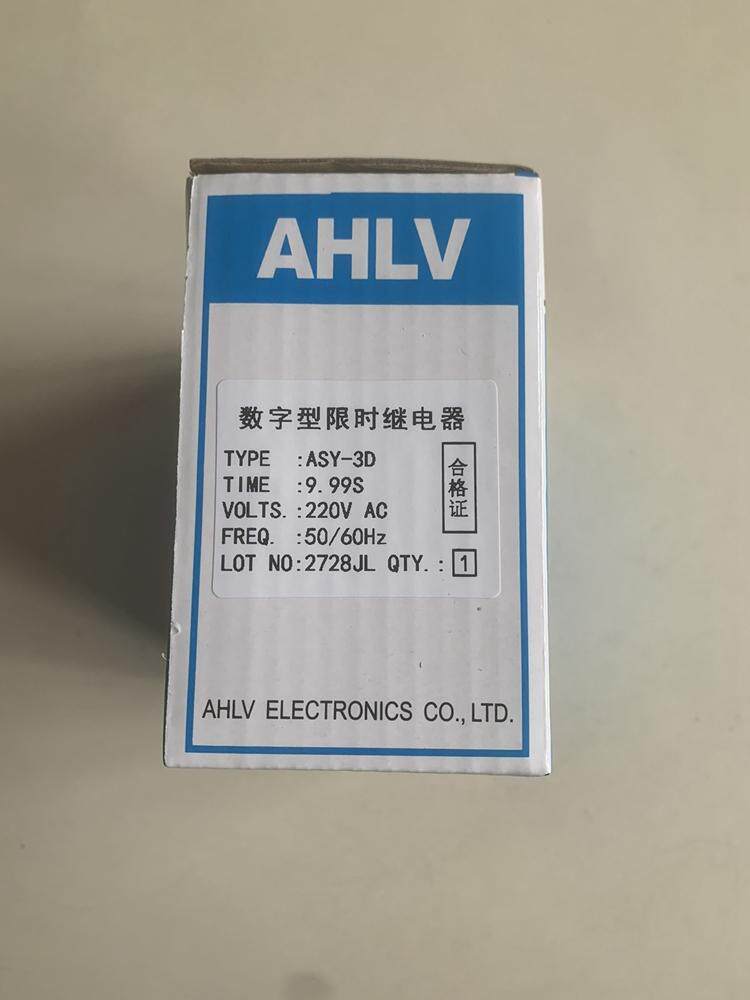 AHLV
数字型限时继电器
TYPE :ASY-3D
TIME :9.99S
VOLTS.:220V AC
FREQ. :50/60Hz
LOT NO:2728JL QTY.:1
合格证
AHLV ELECTRONICS CO.,LTD.